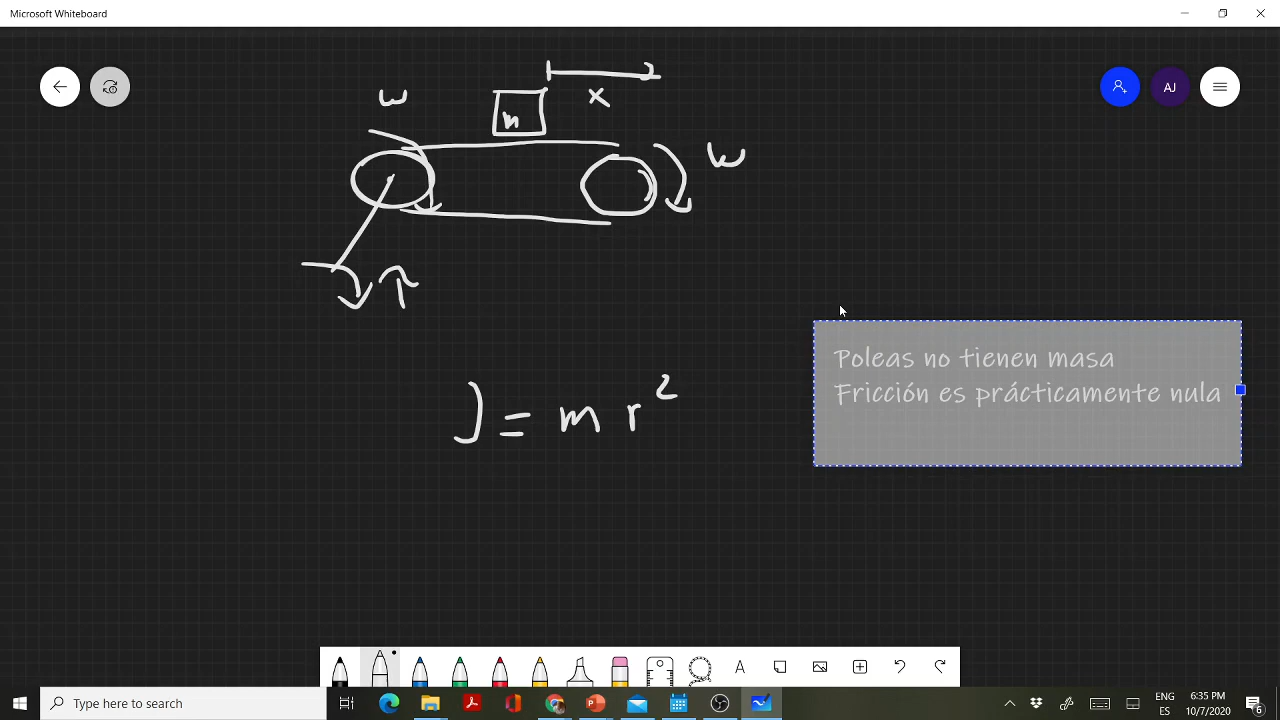 Microsoft Whiteboard
AJ
x
w
m
w
τ
Poleas no tienen masa
Fricción es prácticamente nula
J = m r²
A
Type here to search
ENG
ES
6:35 PM
10/7/2020
6